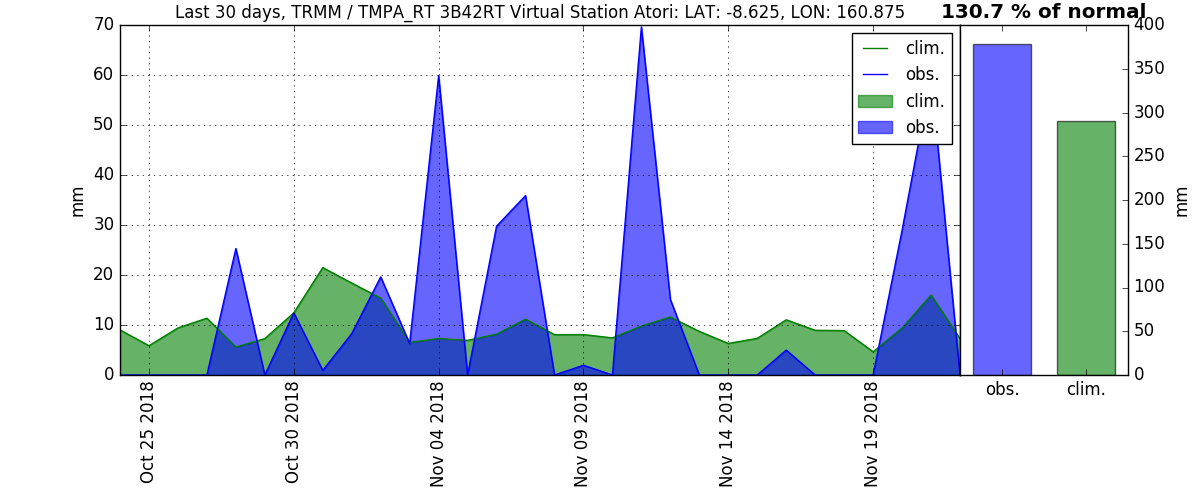 Last 30 days, TRMM / TMPA_RT 3B42RT Virtual Station Atori: LAT: -8.625, LON: 160.875
130.7 % of normal
70
60
50
40
30
20
10
0
mm
clim.
obs.
clim.
obs.
400
350
300
250
200
150
100
50
0
mm
Oct 25 2018
Oct 30 2018
Nov 04 2018
Nov 09 2018
Nov 14 2018
Nov 19 2018
obs.
clim.